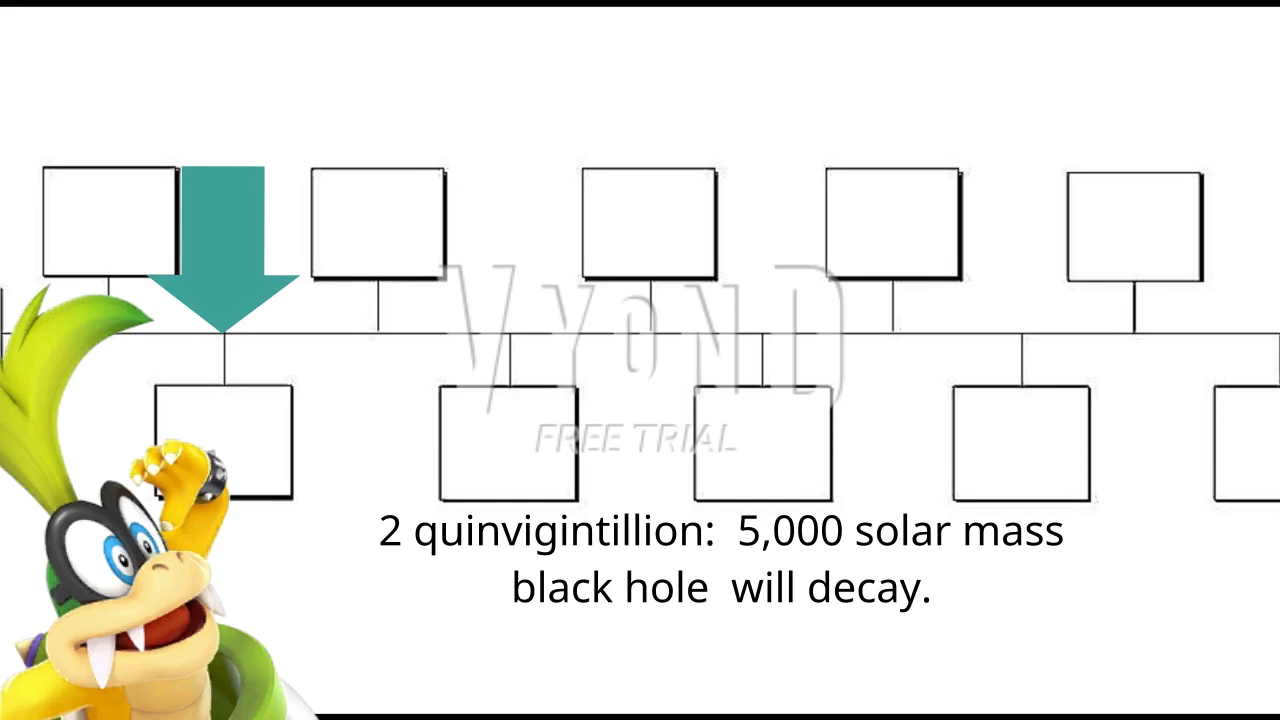 VYOND
FREE TRIAL
2 quinvigintillion:  5,000 solar mass
black hole  will decay.